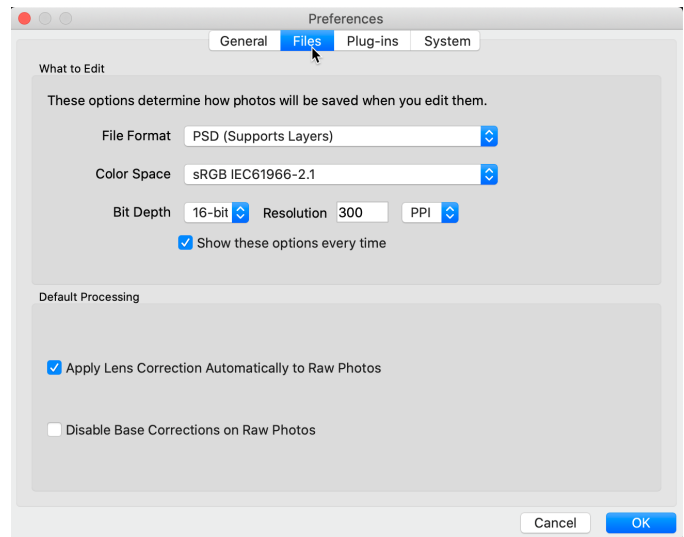 Preferences
General Files Plug-ins System
What to Edit
These options determine how photos will be saved when you edit them.
File Format PSD (Supports Layers)
Color Space sRGB IEC61966-2.1
Bit Depth 16-bit Resolution 300 PPI
Show these options every time
Default Processing
Apply Lens Correction Automatically to Raw Photos
Disable Base Corrections on Raw Photos
Cancel OK